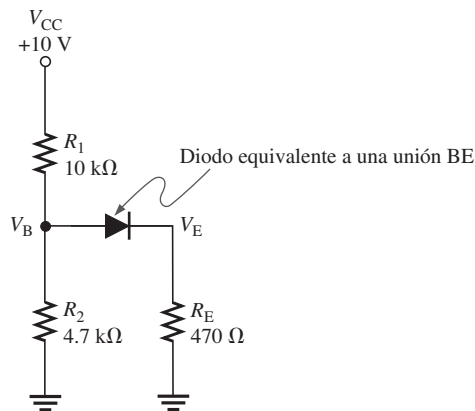 V_CC
+10 V
R_1
10 kΩ
Diodo equivalente a una unión BE
V_B
V_E
R_2
4.7 kΩ
R_E
470 Ω